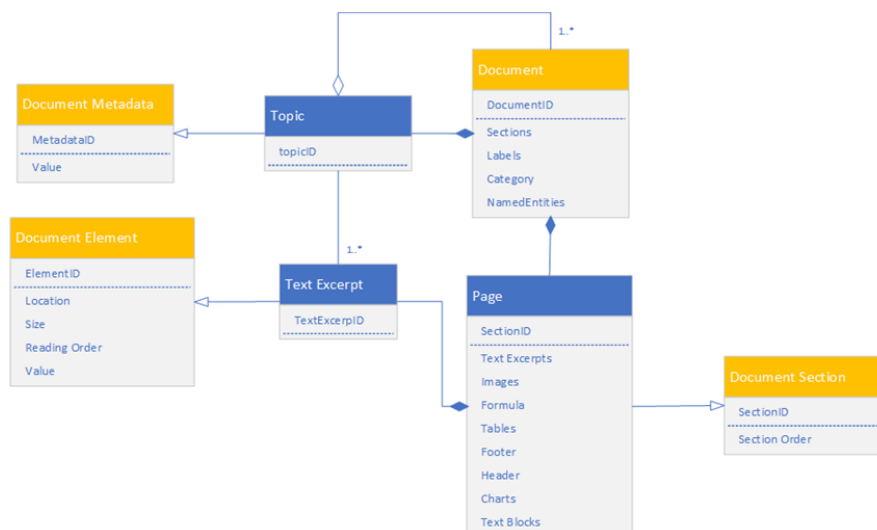 1..*
Document
DocumentID
Sections
Labels
Category
NamedEntities
Document Metadata
MetadataID
Value
Topic
topicID
Document Element
ElementID
Location
Size
Reading Order
Value
1..*
Text Excerpt
TextExcerpID
Page
SectionID
Text Excerpts
Images
Formula
Tables
Footer
Header
Charts
Text Blocks
Document Section
SectionID
Section Order